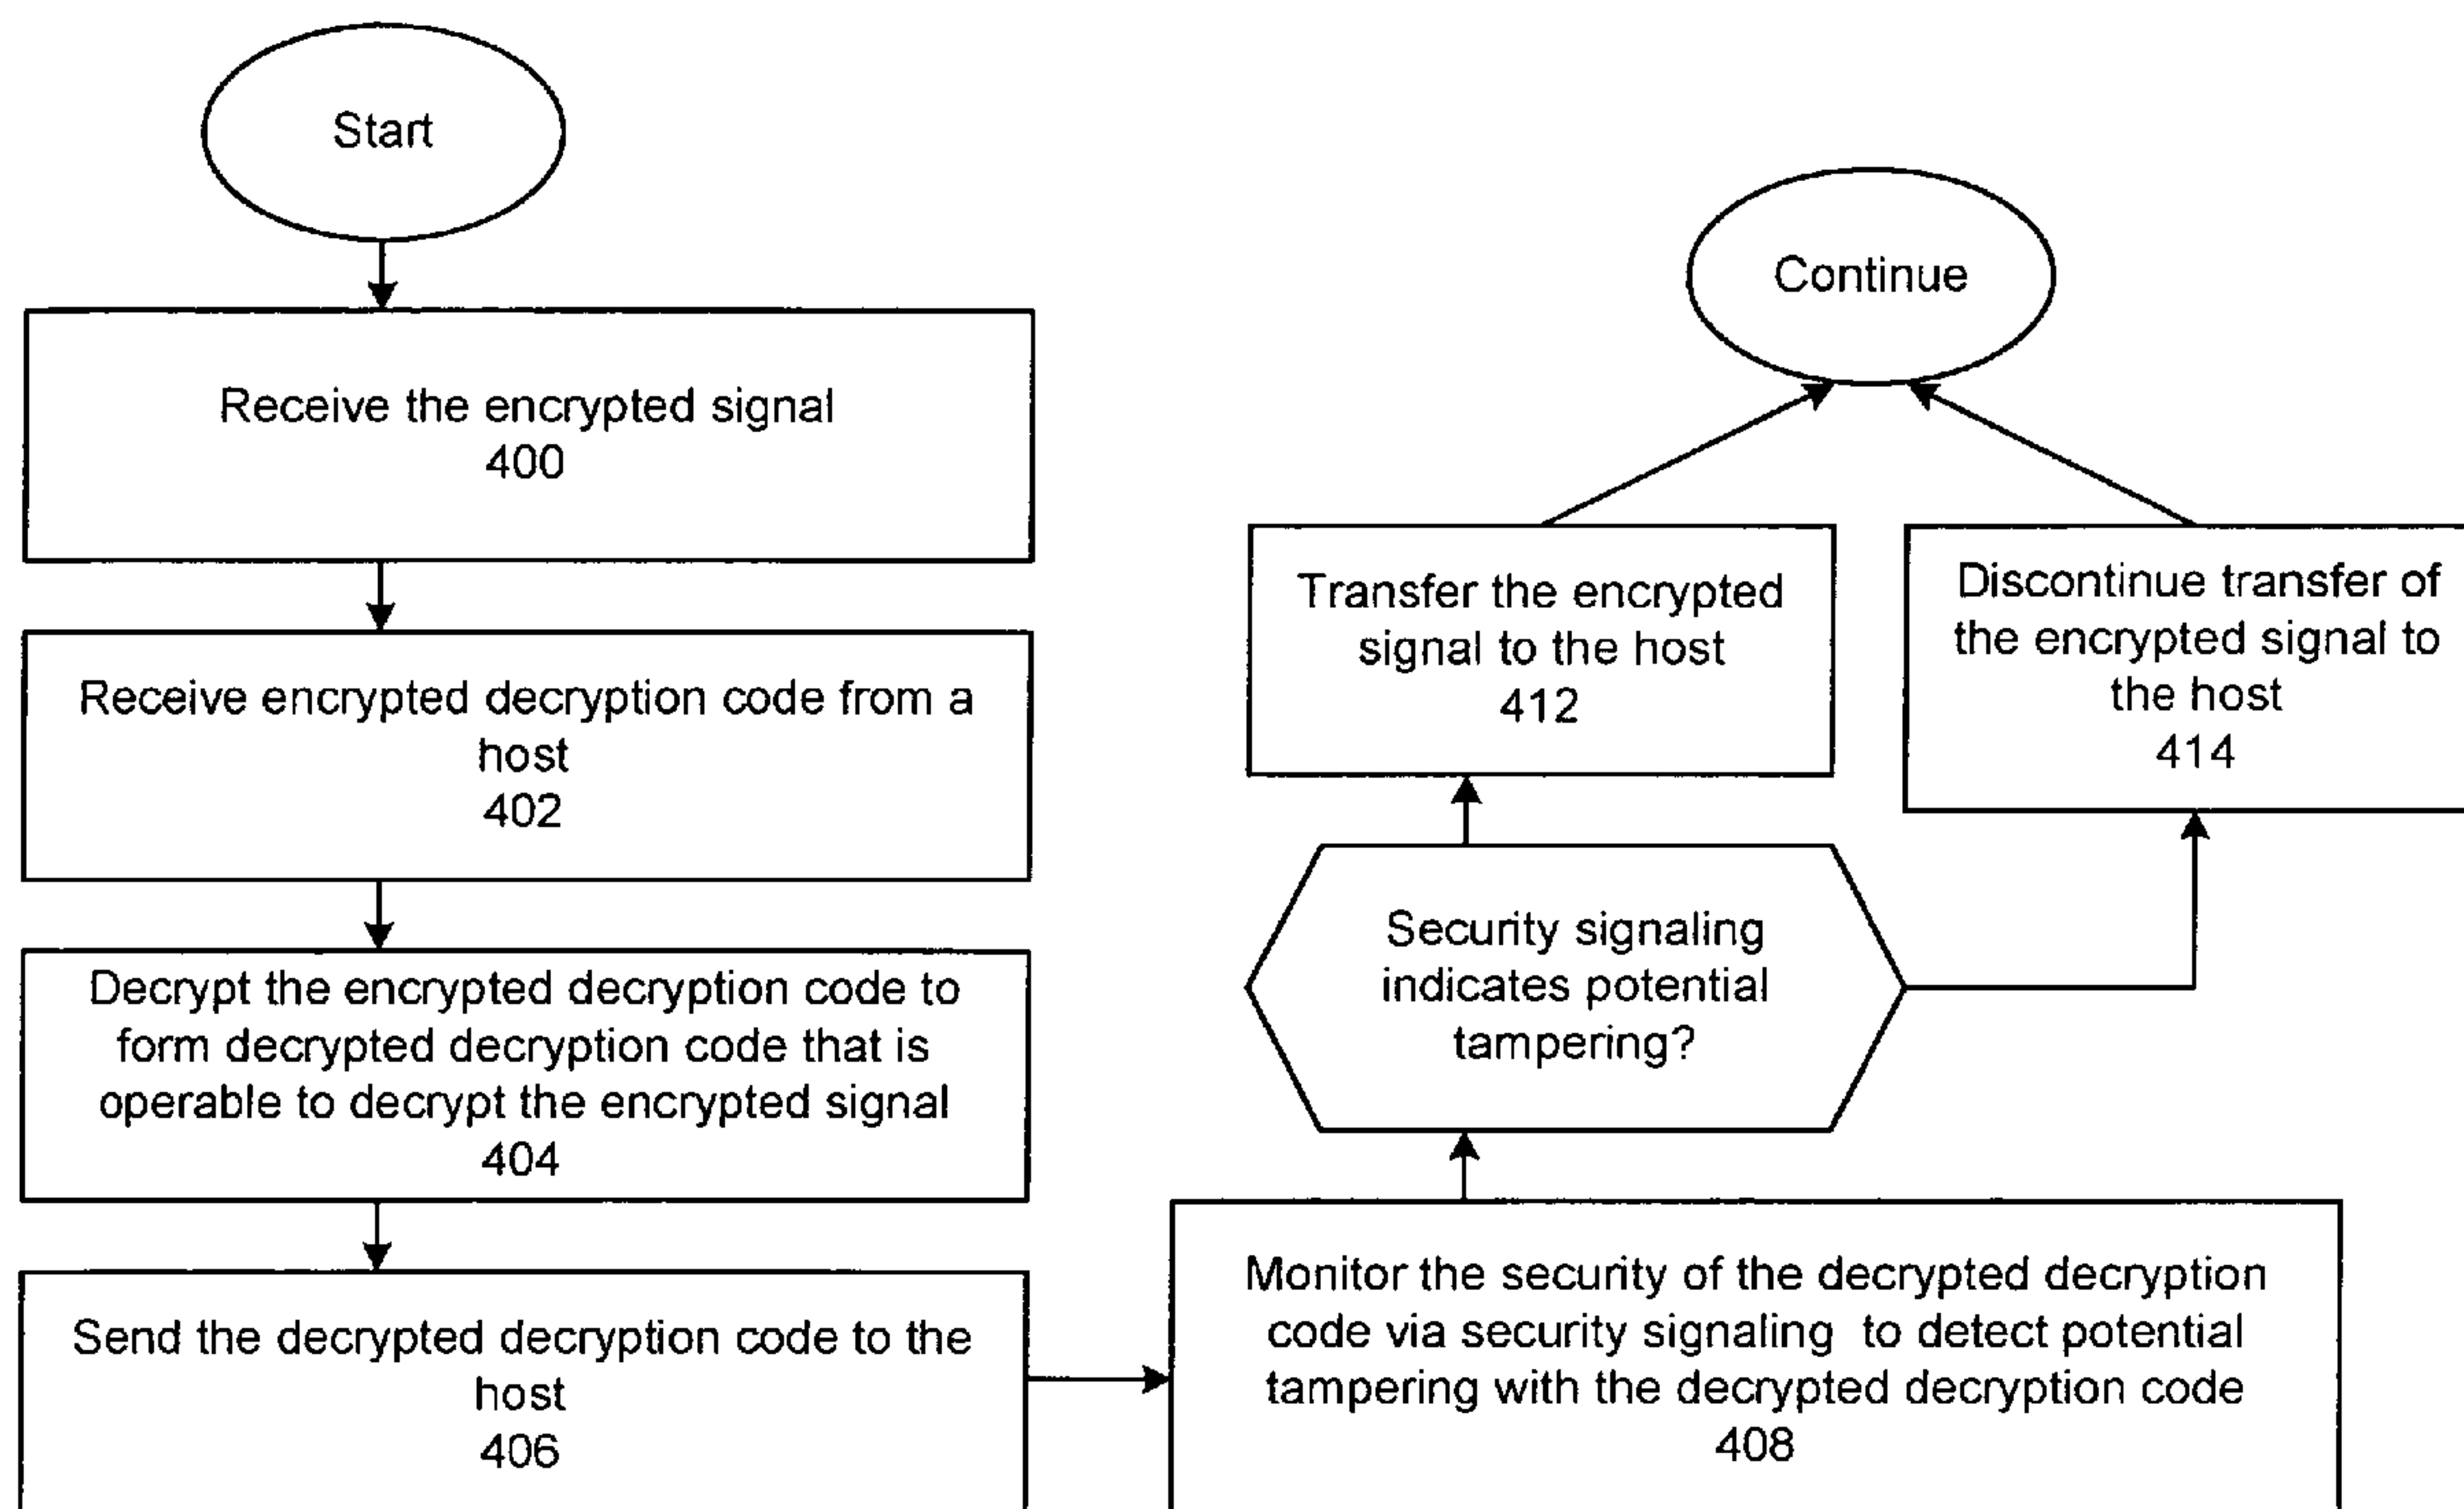 Start
Receive the encrypted signal
400
Receive encrypted decryption code from a
host
402
Decrypt the encrypted decryption code to
form decrypted decryption code that is
operable to decrypt the encrypted signal
404
Send the decrypted decryption code to the
host
406
Monitor the security of the decrypted decryption
code via security signaling to detect potential
tampering with the decrypted decryption code
408
Security signaling
indicates potential
tampering?
Transfer the encrypted
signal to the host
412
Discontinue transfer of
the encrypted signal to
the host
414
Continue